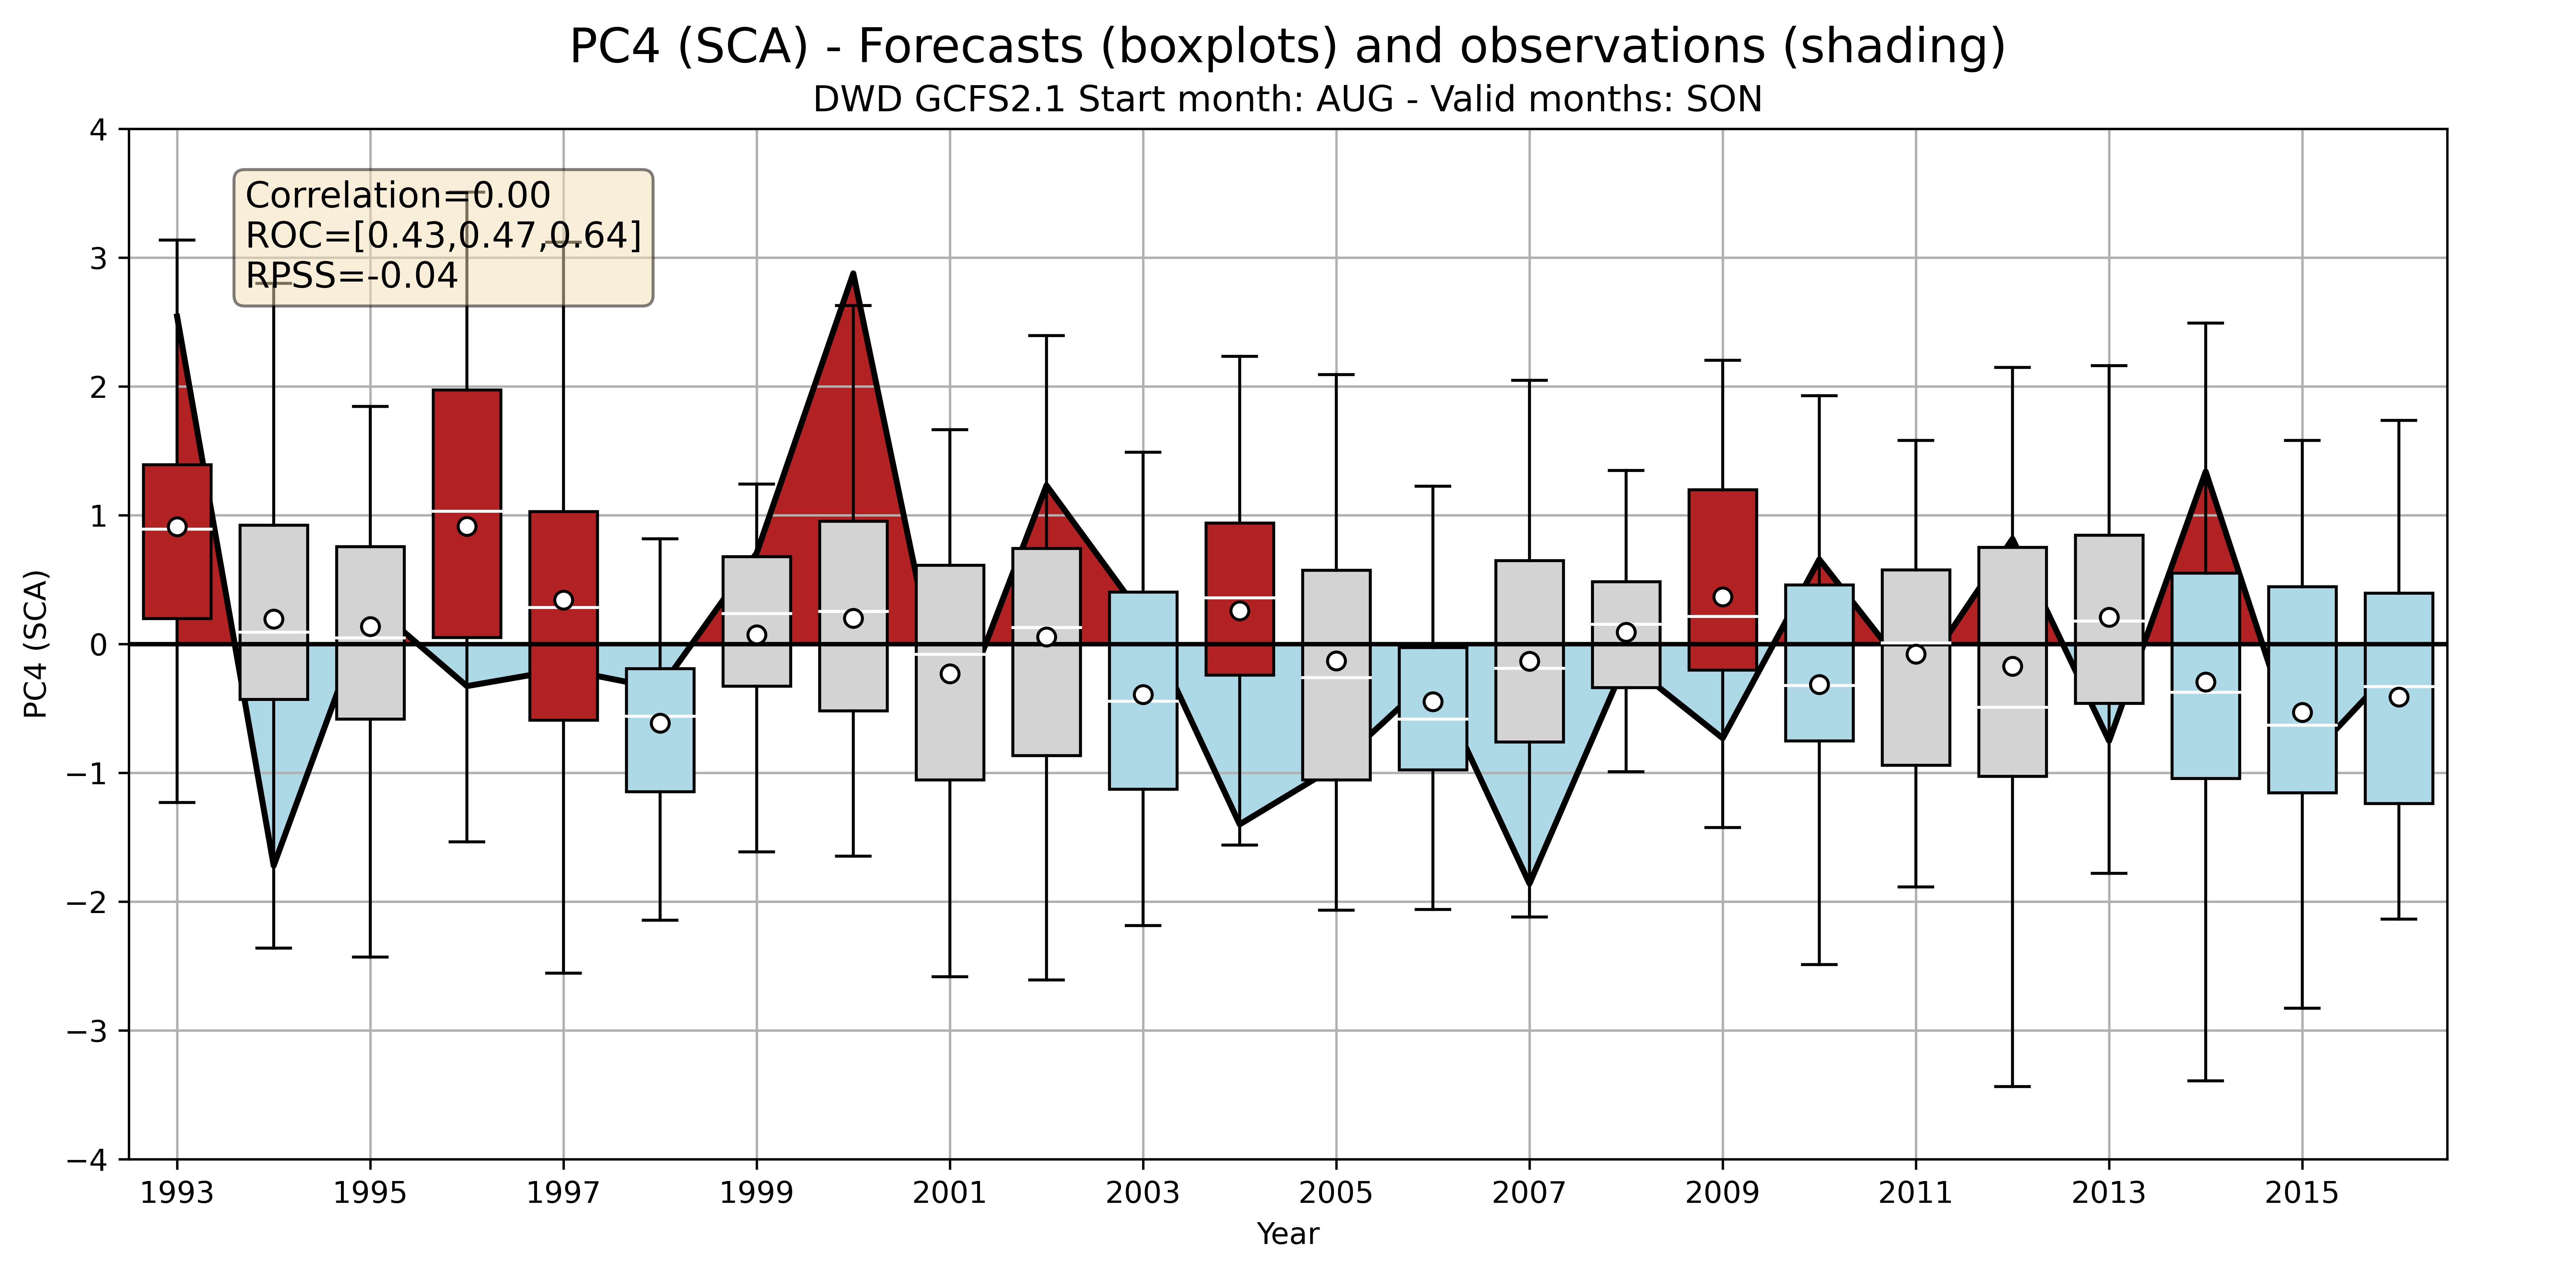 PC4 (SCA) - Forecasts (boxplots) and observations (shading)
DWD GCFS2.1 Start month: AUG - Valid months: SON
Correlation=0.00
ROC=[0.43,0.47,0.64]
RPSS=-0.04
PC4 (SCA)
4
3
2
1
0
−1
−2
−3
−4
1993 1995 1997 1999 2001 2003 2005 2007 2009 2011 2013 2015
Year